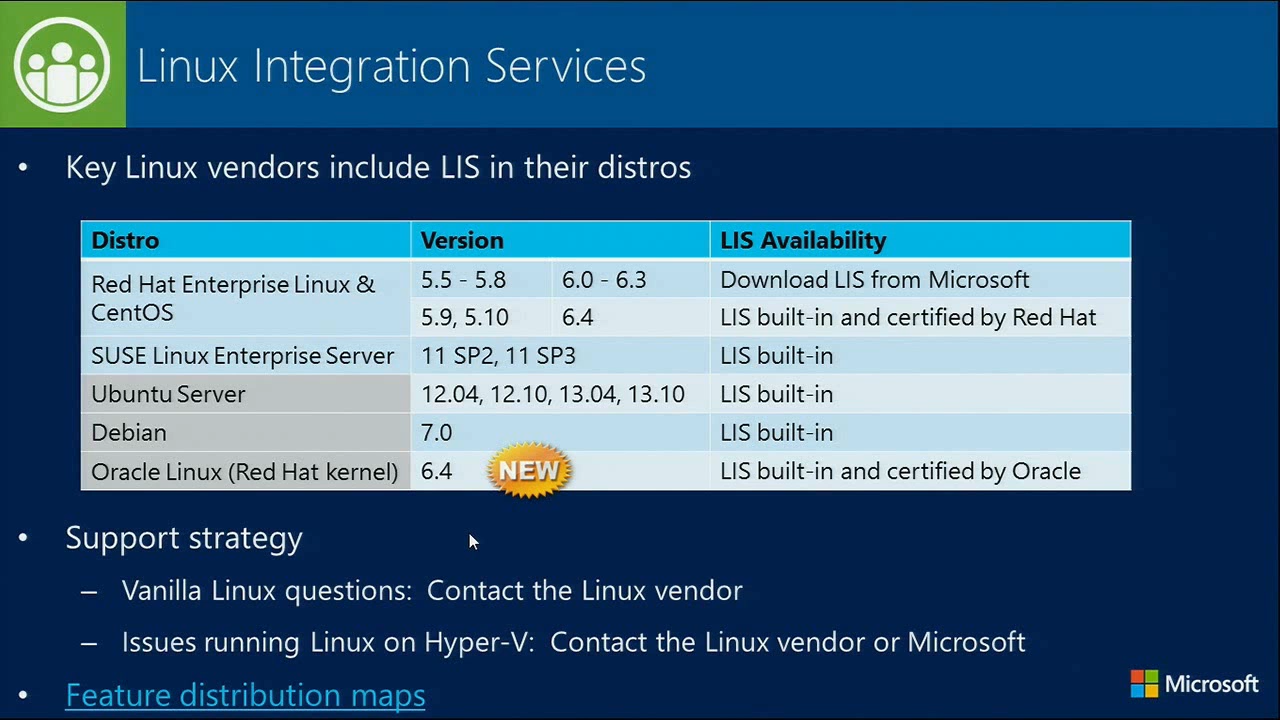 Linux Integration Services
• Key Linux vendors include LIS in their distros
Distro Version LIS Availability
Red Hat Enterprise Linux &
CentOS
5.5 - 5.8 6.0 - 6.3 Download LIS from Microsoft
5.9, 5.10 6.4 LIS built-in and certified by Red Hat
SUSE Linux Enterprise Server 11 SP2, 11 SP3 LIS built-in
Ubuntu Server 12.04, 12.10, 13.04, 13.10 LIS built-in
Debian 7.0 LIS built-in
Oracle Linux (Red Hat kernel) 6.4 NEW LIS built-in and certified by Oracle
• Support strategy
– Vanilla Linux questions: Contact the Linux vendor
– Issues running Linux on Hyper-V: Contact the Linux vendor or Microsoft
• Feature distribution maps
Microsoft